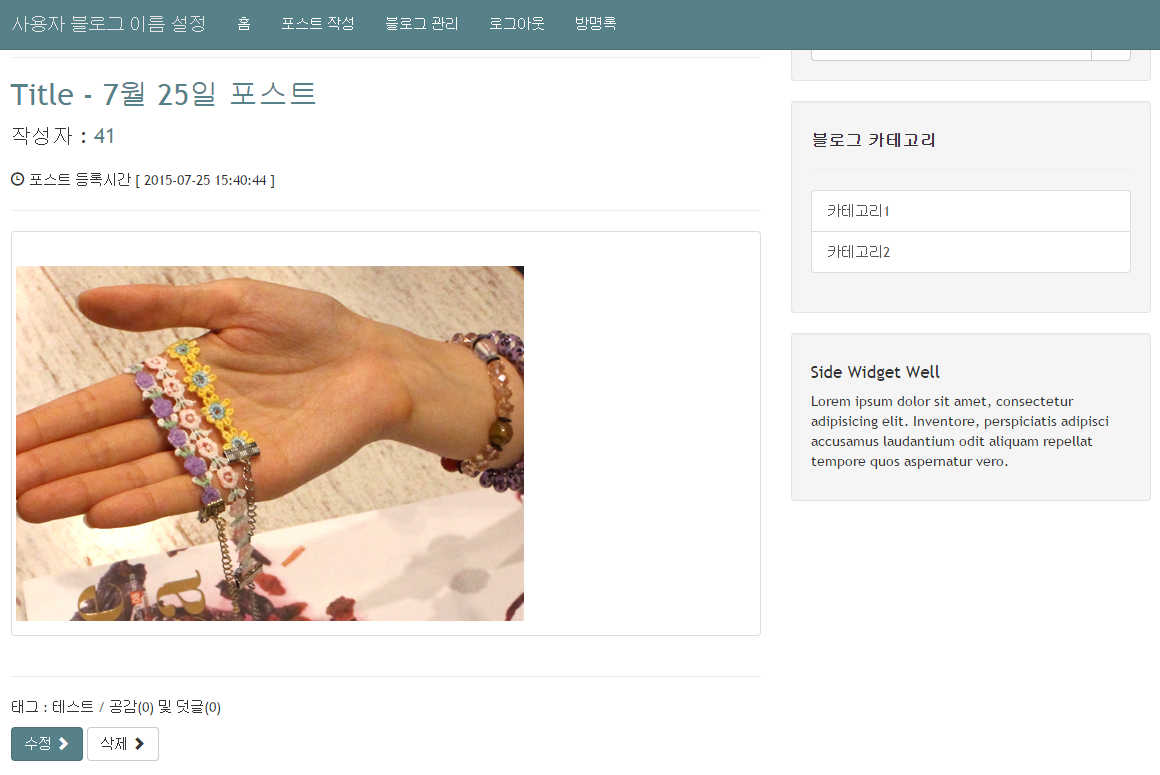 사용자 블로그 이름 설정 홈 포스트 작성 블로그 관리 로그아웃 방명록
Title - 7월 25일 포스트
작성자 : 41
포스트 등록시간 [ 2015-07-25 15:40:44 ]
태그 : 테스트 / 공감(0) 및 덧글(0)
수정 삭제
블로그 카테고리
카테고리1
카테고리2
Side Widget Well
Lorem ipsum dolor sit amet, consectetur
adipisicing elit. Inventore, perspiciatis adipisci
accusamus laudantium odit aliquam repellat
tempore quos aspernatur vero.